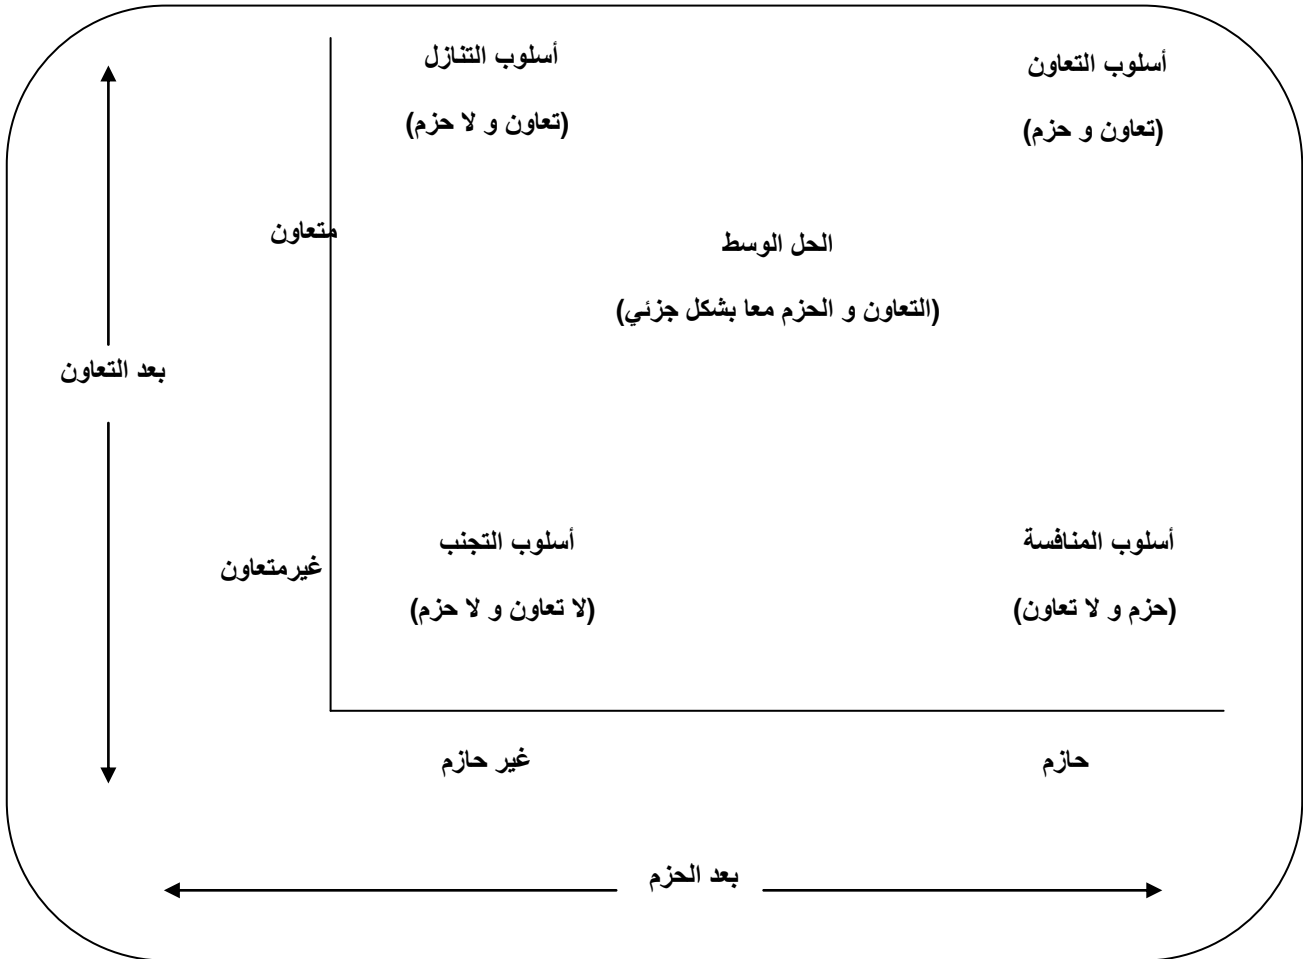 أسلوب التعاون
أسلوب التنازل
(تعاون و حزم)
(تعاون و لا حزم)
متعاون
الحل الوسط
(التعاون و الحزم معا بشكل جزئي)
بعد التعاون
أسلوب المنافسة
أسلوب التجنب
غيرمتعاون
(حزم و لا تعاون)
(لا تعاون و لا حزم)
حازم
غير حازم
بعد الحزم